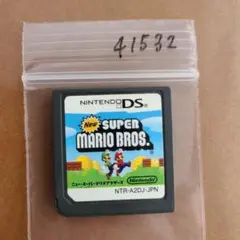 41532
NINTENDO DS
New
SUPER
MARIO BROS.
ニュー・スーパーマリオブラザーズ
Nintendo
NTR-A2DJ-JPN